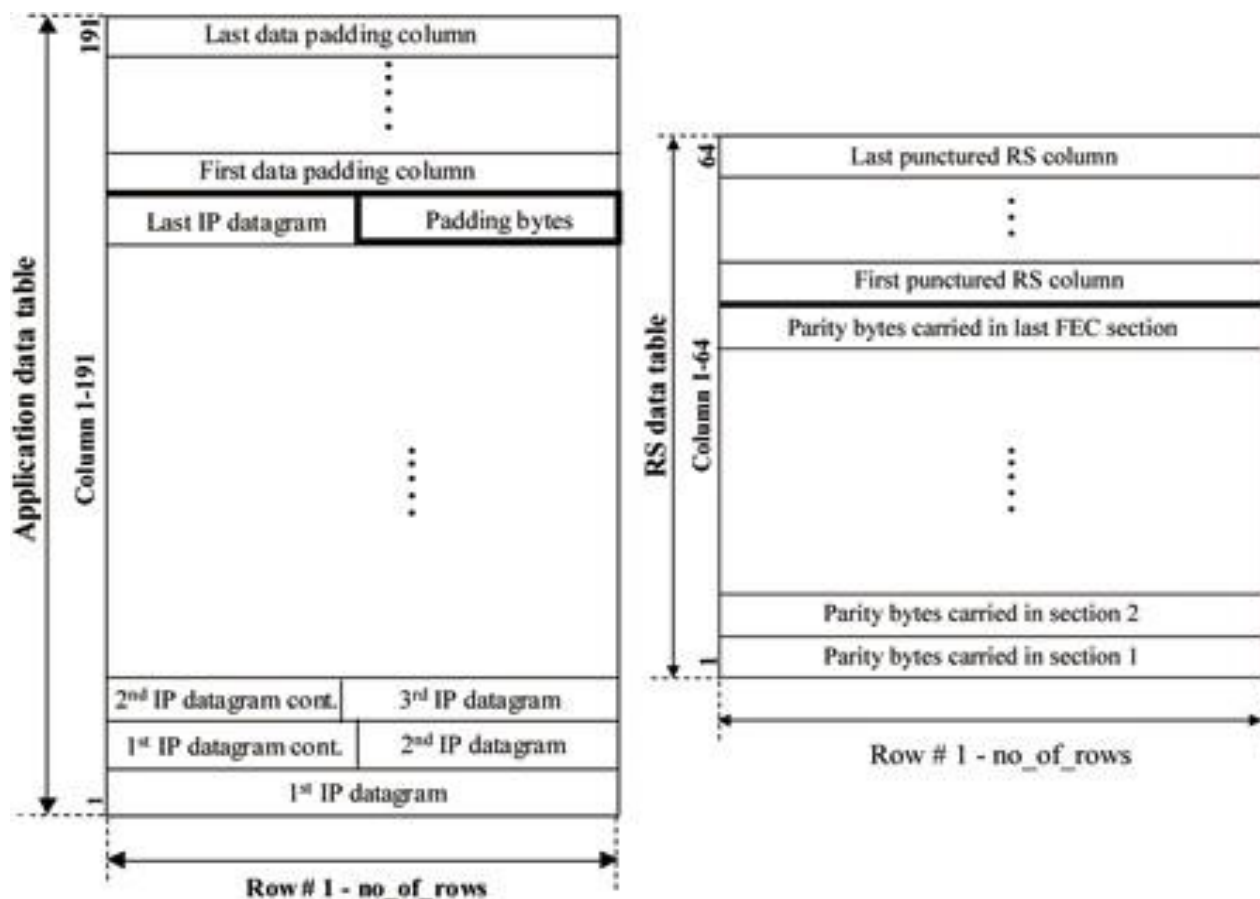 Application data table
Column 1-191
191
1
Last data padding column
First data padding column
Last IP datagram
Padding bytes
2nd IP datagram cont.
3rd IP datagram
1st IP datagram cont.
2nd IP datagram
1st IP datagram
Row # 1 - no_of_rows
RS data table
Column 1-64
64
1
Last punctured RS column
First punctured RS column
Parity bytes carried in last FEC section
Parity bytes carried in section 2
Parity bytes carried in section 1
Row # 1 - no_of_rows